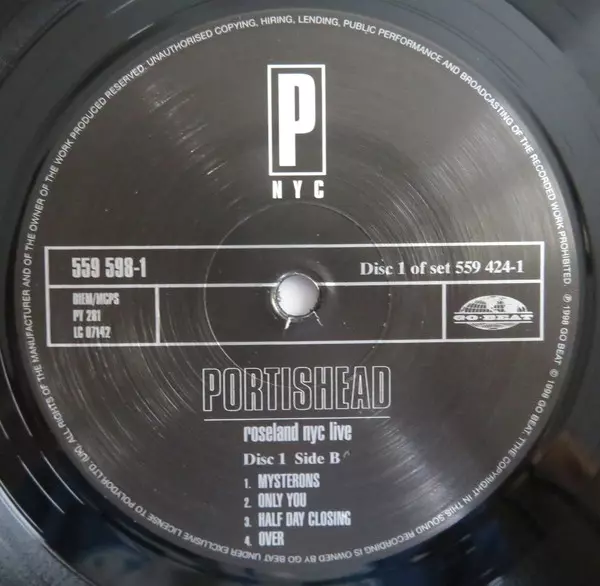 ALL RIGHTS OF THE MANUFACTURER AND OF THE OWNER OF THE WORK PRODUCED RESERVED. UNAUTHORISED COPYING, HIRING, LENDING, PUBLIC PERFORMANCE AND BROADCASTING OF THE RECORDED WORK PROHIBITED. ℗ 1998 GO BEAT © 1998 GO BEAT. TTHE COPYRIGHT IN THIS SOUND RECORDING IS OWNED BY GO BEAT UNDER EXCLUSIVE LICENSE TO POLYDOR LTD. (UK)
P
NYC
559 598-1
Disc 1 of set 559 424-1
BIEM/MCPS
PY 281
LC 07142
GO·BEAT
PORTISHEAD
roseland nyc live
Disc 1 Side B
1. MYSTERONS
2. ONLY YOU
3. HALF DAY CLOSING
4. OVER